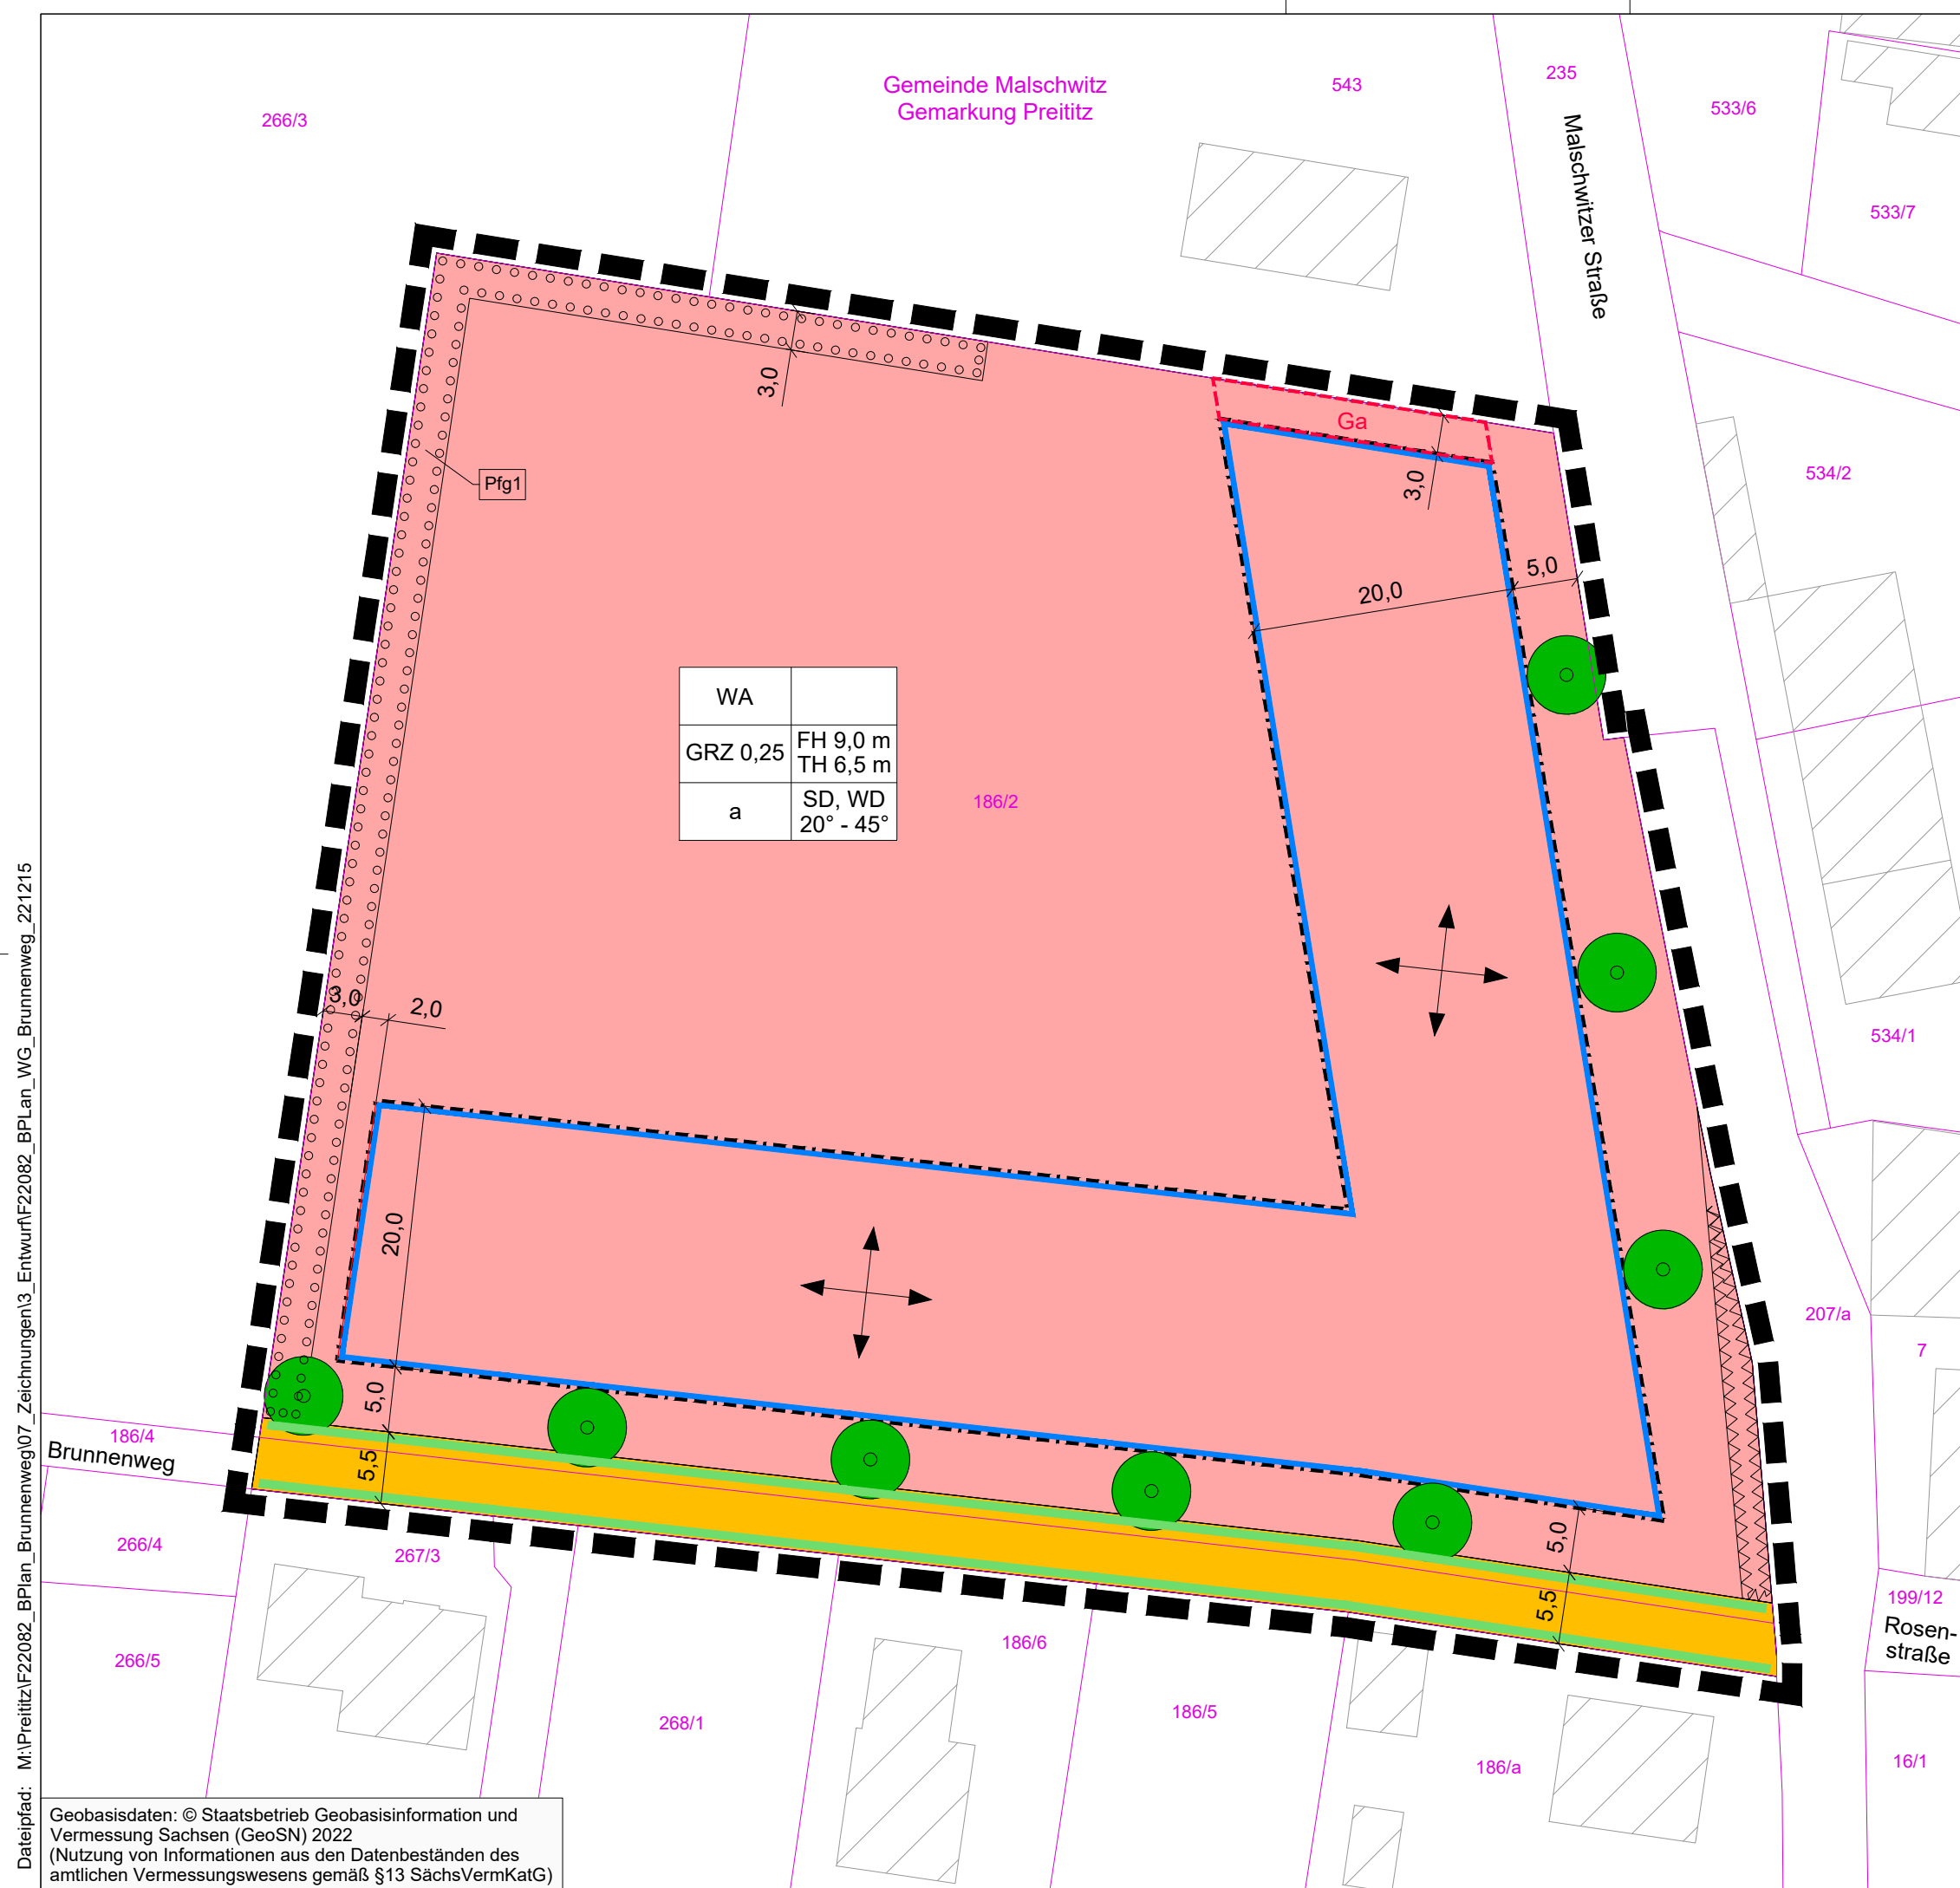 Gemeinde Malschwitz
Gemarkung Preititz
266/3
543
235
533/6
533/7
Malschwitzer Straße
534/2
3,0
Ga
3,0
Pfg1
5,0
20,0
WA
GRZ 0,25
FH 9,0 m
TH 6,5 m
a
SD, WD
20° - 45°
186/2
3,0
2,0
534/1
20,0
207/a
7
5,0
5,5
186/4
Brunnenweg
266/4
267/3
5,0
5,5
199/12
Rosen-
straße
266/5
186/6
268/1
186/5
186/a
16/1
Geobasisdaten: © Staatsbetrieb Geobasisinformation und
Vermessung Sachsen (GeoSN) 2022
(Nutzung von Informationen aus den Datenbeständen des
amtlichen Vermessungswesens gemäß §13 SächsVermKatG)
Dateipfad: M:\Preititz\F22082_BPlan_Brunnenweg\07_Zeichnungen\3_Entwurf\F22082_BPLan_WG_Brunnenweg_221215